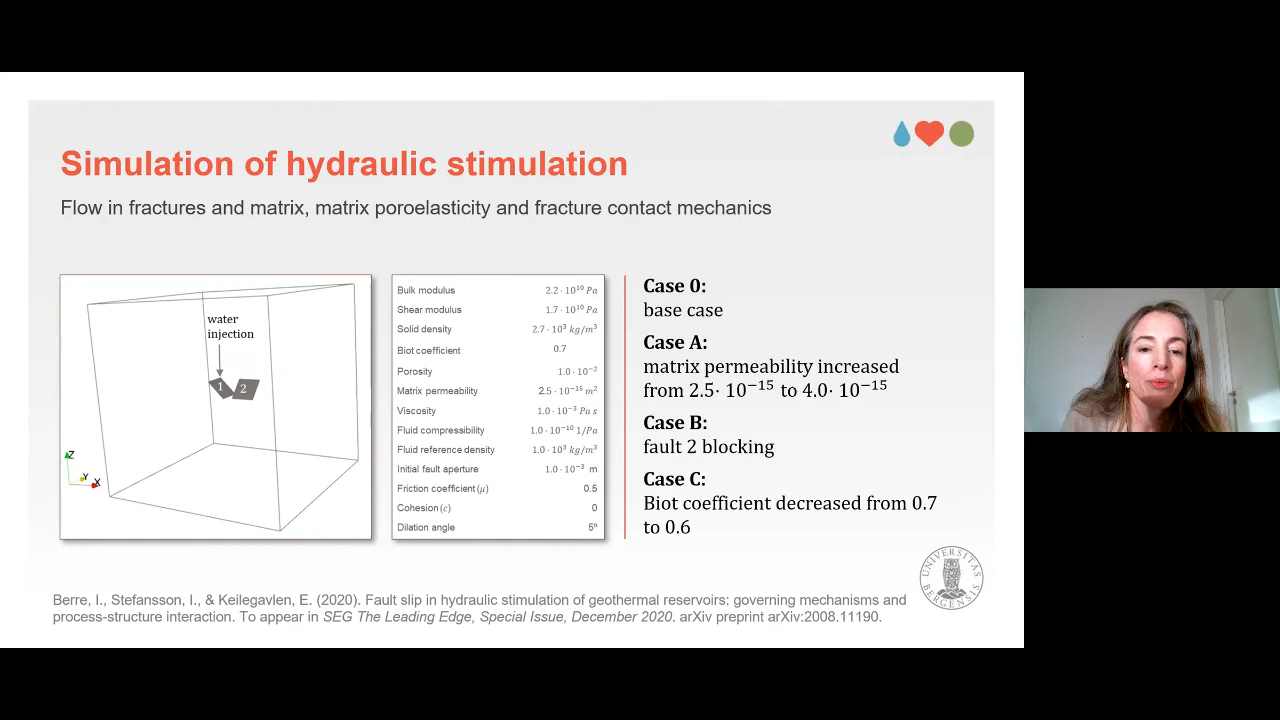 Simulation of hydraulic stimulation
Flow in fractures and matrix, matrix poroelasticity and fracture contact mechanics
water
injection
1
2
Z
Y
X
Bulk modulus 2.2 · 10¹⁰ Pa
Shear modulus 1.7 · 10¹⁰ Pa
Solid density 2.7 · 10³ kg/m³
Biot coefficient 0.7
Porosity 1.0 · 10⁻²
Matrix permeability 2.5 · 10⁻¹⁵ m²
Viscosity 1.0 · 10⁻³ Pa s
Fluid compressibility 1.0 · 10⁻¹⁰ 1/Pa
Fluid reference density 1.0 · 10³ kg/m³
Initial fault aperture 1.0 · 10⁻³ m
Friction coefficient (μ) 0.5
Cohesion (c) 0
Dilation angle 5º
Case 0:
base case
Case A:
matrix permeability increased
from 2.5· 10⁻¹⁵ to 4.0· 10⁻¹⁵
Case B:
fault 2 blocking
Case C:
Biot coefficient decreased from 0.7
to 0.6
UNIVERSITAS
BERGENSIS
Berre, I., Stefansson, I., & Keilegavlen, E. (2020). Fault slip in hydraulic stimulation of geothermal reservoirs: governing mechanisms and
process-structure interaction. To appear in SEG The Leading Edge, Special Issue, December 2020. arXiv preprint arXiv:2008.11190.